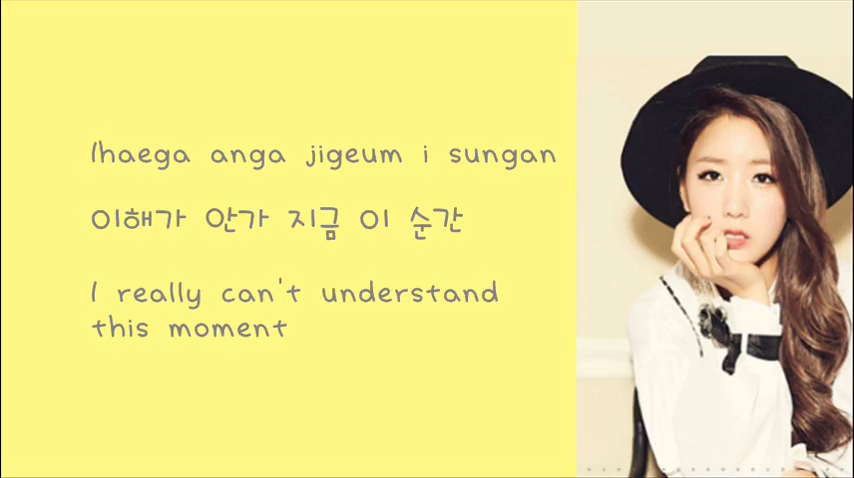 Ihaega anga jigeum i sungan
이해가 안가 지금 이 순간
I really can't understand
this moment